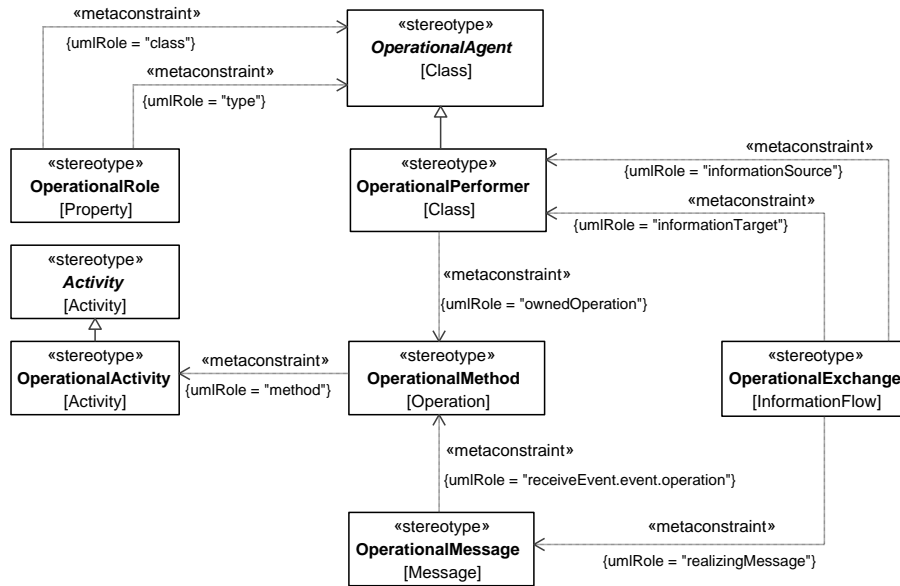 «metaconstraint»
{umlRole = "class"}
«metaconstraint»
{umlRole = "type"}
«stereotype»
OperationalAgent
[Class]
«stereotype»
OperationalRole
[Property]
«stereotype»
OperationalPerformer
[Class]
«metaconstraint»
{umlRole = "informationSource"}
«metaconstraint»
{umlRole = "informationTarget"}
«stereotype»
Activity
[Activity]
«metaconstraint»
{umlRole = "ownedOperation"}
«stereotype»
OperationalActivity
[Activity]
«metaconstraint»
{umlRole = "method"}
«stereotype»
OperationalMethod
[Operation]
«stereotype»
OperationalExchange
[InformationFlow]
«metaconstraint»
{umlRole = "receiveEvent.event.operation"}
«stereotype»
OperationalMessage
[Message]
«metaconstraint»
{umlRole = "realizingMessage"}